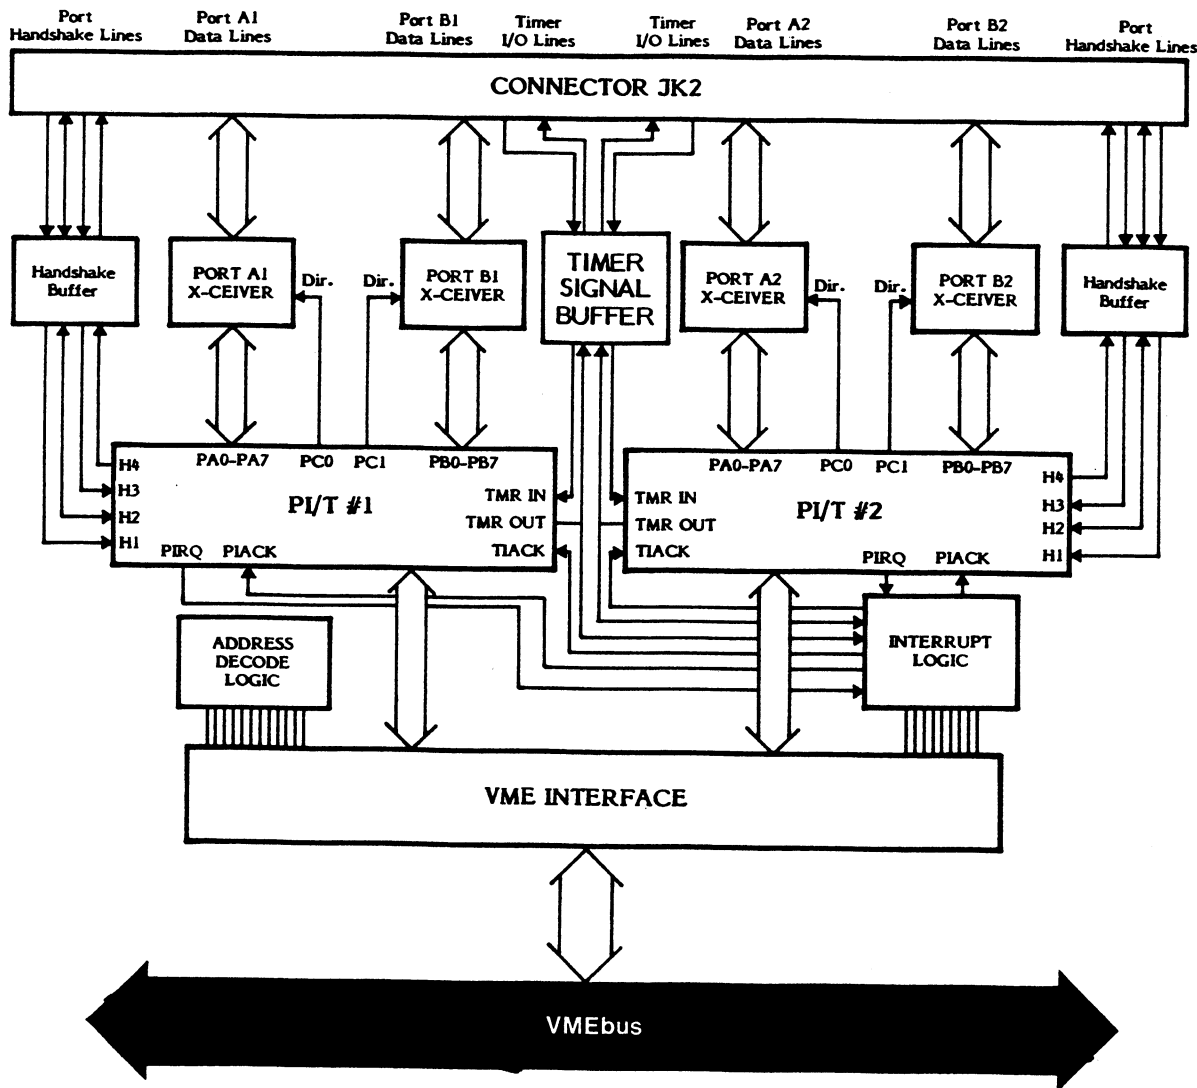 Port
Handshake Lines
Port A1
Data Lines
Port B1
Data Lines
Timer
I/O Lines
Timer
I/O Lines
Port A2
Data Lines
Port B2
Data Lines
Port
Handshake Lines
CONNECTOR JK2
Handshake
Buffer
PORT A1
X-CEIVER
Dir.
Dir.
PORT B1
X-CEIVER
TIMER
SIGNAL
BUFFER
PORT A2
X-CEIVER
Dir.
Dir.
PORT B2
X-CEIVER
Handshake
Buffer
PA0-PA7
PC0
PC1
PB0-PB7
H4
H3
H2
H1
PI/T #1
TMR IN
TMR OUT
TIACK
PIRQ
PIACK
PA0-PA7
PC0
PC1
PB0-PB7
TMR IN
TMR OUT
TIACK
PI/T #2
H4
H3
H2
H1
PIRQ
PIACK
ADDRESS
DECODE
LOGIC
INTERRUPT
LOGIC
VME INTERFACE
VMEbus